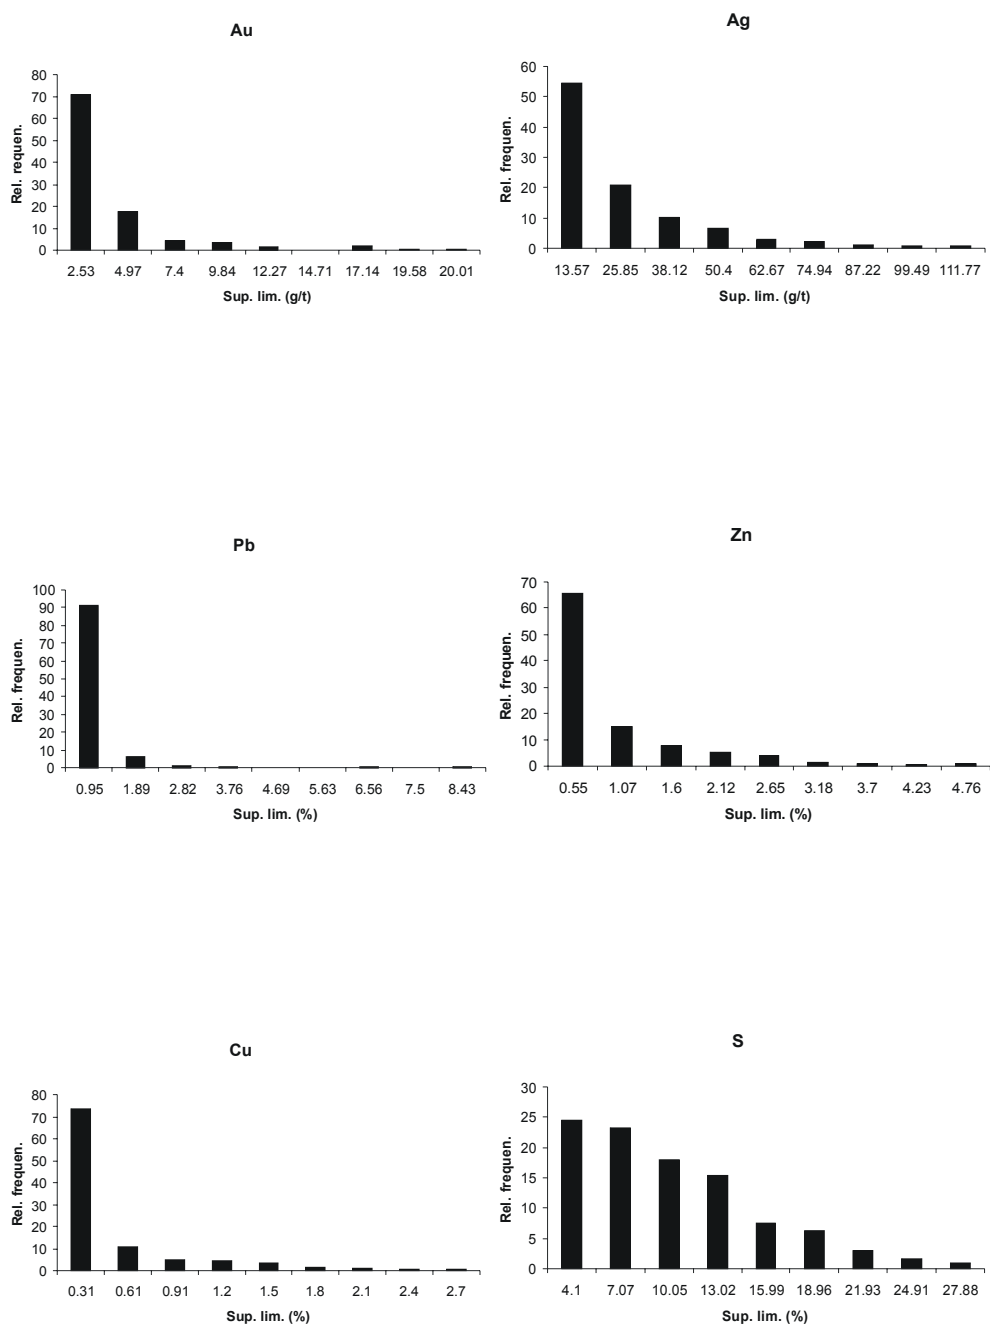 Au
80
70
60
50
40
30
20
10
0
Rel. requen.
2.53 4.97 7.4 9.84 12.27 14.71 17.14 19.58 20.01
Sup. lim. (g/t)
Ag
60
50
40
30
20
10
0
Rel. frequen.
13.57 25.85 38.12 50.4 62.67 74.94 87.22 99.49 111.77
Sup. lim. (g/t)
Pb
100
90
80
70
60
50
40
30
20
10
0
Rel. frequen.
0.95 1.89 2.82 3.76 4.69 5.63 6.56 7.5 8.43
Sup. lim. (%)
Zn
70
60
50
40
30
20
10
0
Rel. frequen.
0.55 1.07 1.6 2.12 2.65 3.18 3.7 4.23 4.76
Sup. lim. (%)
Cu
80
70
60
50
40
30
20
10
0
Rel. frequen.
0.31 0.61 0.91 1.2 1.5 1.8 2.1 2.4 2.7
Sup. lim. (%)
S
30
25
20
15
10
5
0
Rel. frequen.
4.1 7.07 10.05 13.02 15.99 18.96 21.93 24.91 27.88
Sup. lim. (%)